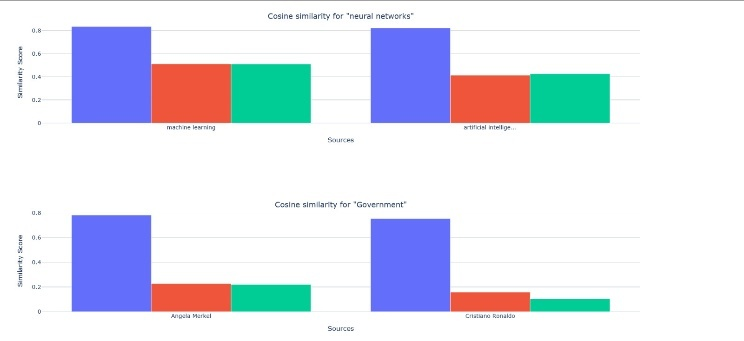 Cosine similarity for "neural networks"
0.8
0.6
0.4
0.2
0
Similarity Score
machine learning
artificial intellige...
Sources
Cosine similarity for "Government"
0.8
0.6
0.4
0.2
0
Similarity Score
Angela Merkel
Cristiano Ronaldo
Sources